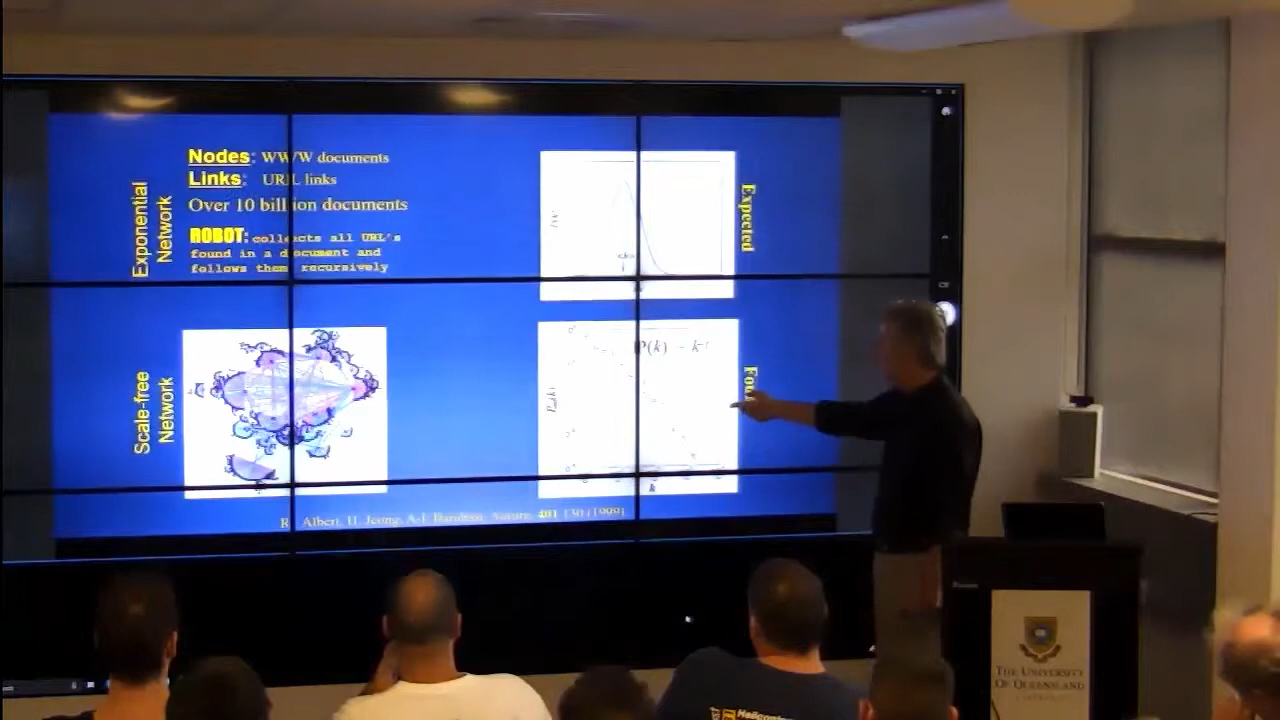 Nodes: WWW documents
Links: URL links
Over 10 billion documents
ROBOT: collects all URL's
found in a document and
follows them recursively
Exponential
Network
Expected
Scale-free
Network
P(k) ~ k
k
R. Albert, H. Jeong, A-L Barabasi, Nature, 401 130 (1999)
THE UNIVERSITY
OF QUEENSLAND